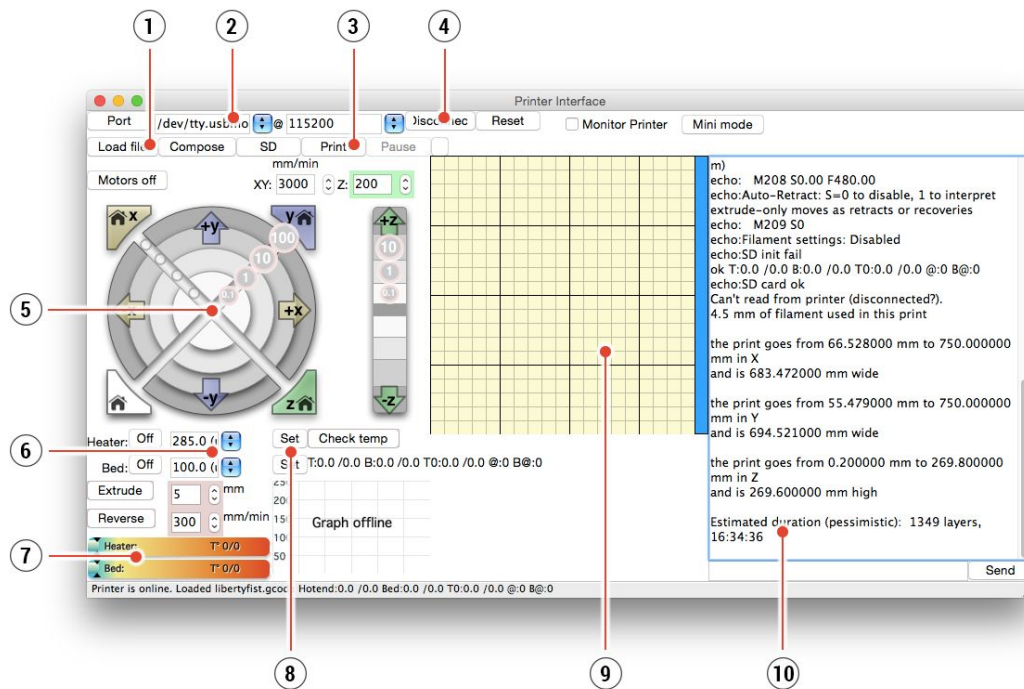 1
2
3
4
Printer Interface
Port /dev/tty.usb @ 115200 Reset Monitor Printer Mini mode
Load file Compose SD Print Pause
mm/min
Motors off XY: 3000 Z: 200
x +y y +z
100
10
1
0.1
10
1
0.1
5
+x
-y z -z
6
Heater: Off 285.0 ( Set Check temp
Bed: Off 100.0 ( Set T:0.0 /0.0 B:0.0 /0.0 T0:0.0 /0.0 @:0 B@:0
Extrude 5 mm
Reverse 300 mm/min
250
200
150
100
50
Graph offline
7
Heater: T° 0/0
Bed: T° 0/0
m)
echo:   M208 S0.00 F480.00
echo:Auto-Retract: S=0 to disable, 1 to interpret
extrude-only moves as retracts or recoveries
echo:   M209 S0
echo:Filament settings: Disabled
echo:SD init fail
ok T:0.0 /0.0 B:0.0 /0.0 T0:0.0 /0.0 @:0 B@:0
echo:SD card ok
Can't read from printer (disconnected?).
4.5 mm of filament used in this print
the print goes from 66.528000 mm to 750.000000
mm in X
and is 683.472000 mm wide
the print goes from 55.479000 mm to 750.000000
mm in Y
and is 694.521000 mm wide
the print goes from 0.200000 mm to 269.800000
mm in Z
and is 269.600000 mm high
Estimated duration (pessimistic):  1349 layers,
16:34:36
Send
Printer is online. Loaded libertyfist.gcod Hotend:0.0 /0.0 Bed:0.0 /0.0 T0:0.0 /0.0 @:0 B@:0
8
9
10